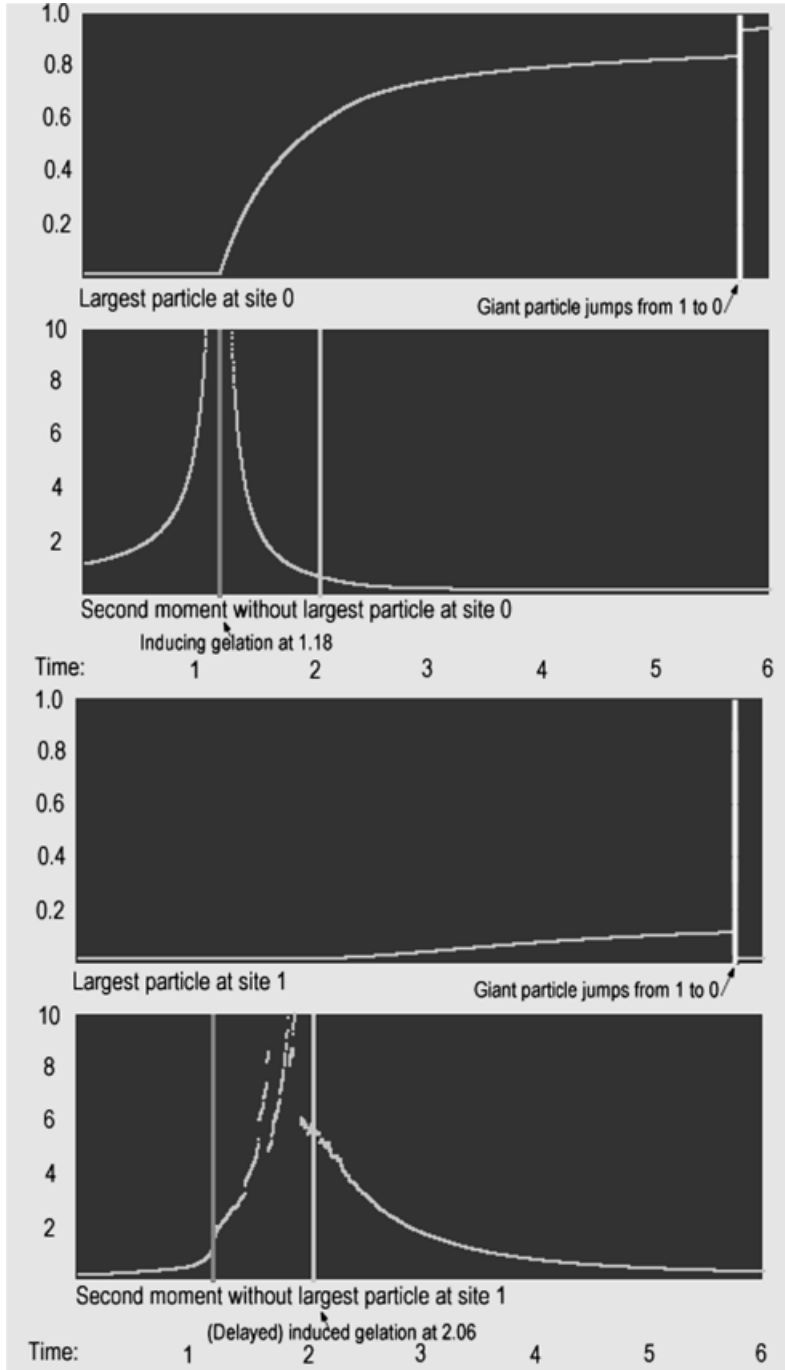 1.0
0.8
0.6
0.4
0.2
Largest particle at site 0
Giant particle jumps from 1 to 0
10
8
6
4
2
Second moment without largest particle at site 0
Inducing gelation at 1.18
Time: 1 2 3 4 5 6
1.0
0.8
0.6
0.4
0.2
Largest particle at site 1
Giant particle jumps from 1 to 0
10
8
6
4
2
Second moment without largest particle at site 1
(Delayed) induced gelation at 2.06
Time: 1 2 3 4 5 6